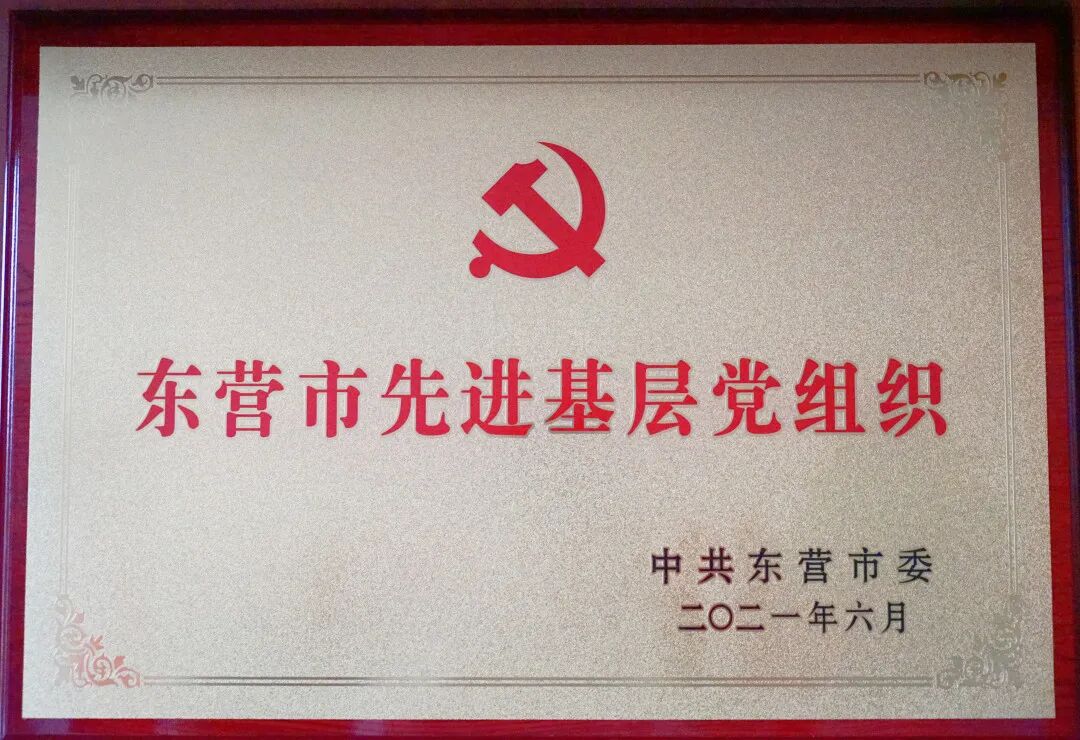 东营市先进基层党组织
中共东营市委
二〇二一年六月